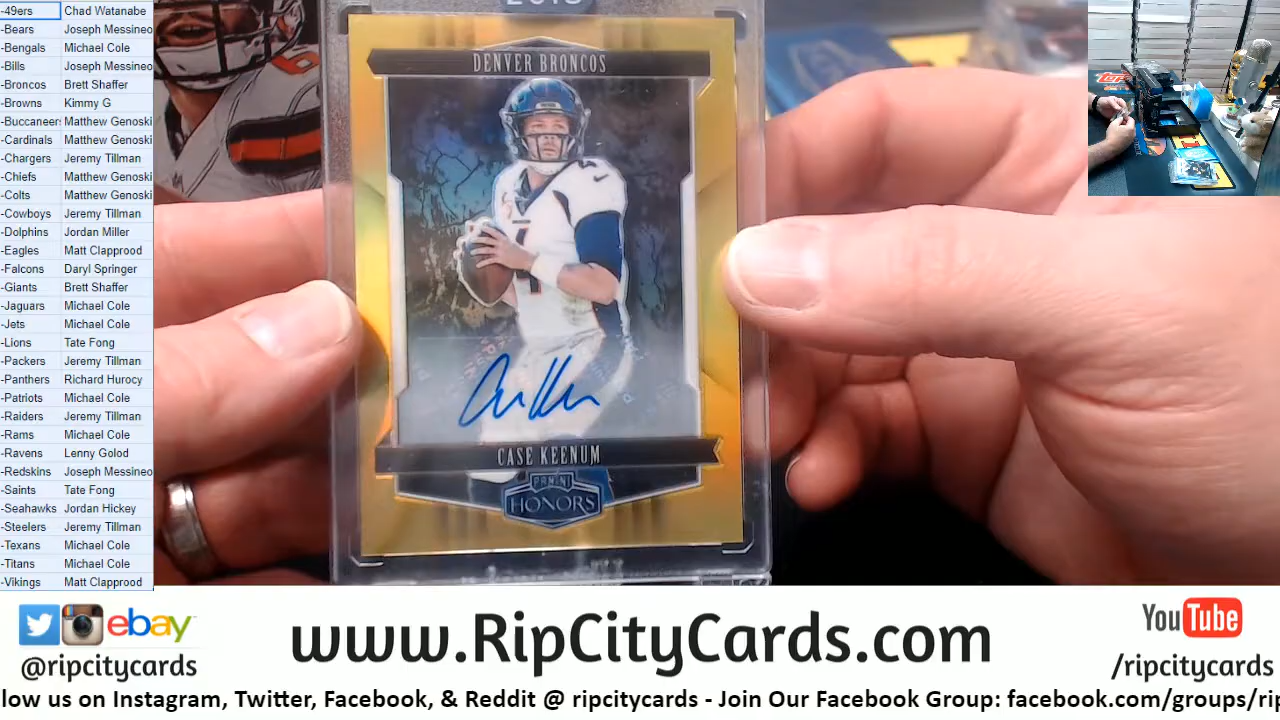 -49ers Chad Watanabe
-Bears Joseph Messineo
-Bengals Michael Cole
-Bills Joseph Messineo
-Broncos Brett Shaffer
-Browns Kimmy G
-Buccaneer Matthew Genoski
-Cardinals Matthew Genoski
-Chargers Jeremy Tillman
-Chiefs Matthew Genoski
-Colts Matthew Genoski
-Cowboys Jeremy Tillman
-Dolphins Jordan Miller
-Eagles Matt Clapprood
-Falcons Daryl Springer
-Giants Brett Shaffer
-Jaguars Michael Cole
-Jets Michael Cole
-Lions Tate Fong
-Packers Jeremy Tillman
-Panthers Richard Hurocy
-Patriots Michael Cole
-Raiders Jeremy Tillman
-Rams Michael Cole
-Ravens Lenny Golod
-Redskins Joseph Messineo
-Saints Tate Fong
-Seahawks Jordan Hickey
-Steelers Jeremy Tillman
-Texans Michael Cole
-Titans Michael Cole
-Vikings Matt Clapprood
DENVER BRONCOS
4
CASE KEENUM
PANINI
HONORS
ebay
@ripcitycards
www.RipCityCards.com
YouTube
/ripcitycards
low us on Instagram, Twitter, Facebook, & Reddit @ ripcitycards - Join Our Facebook Group: facebook.com/groups/rip